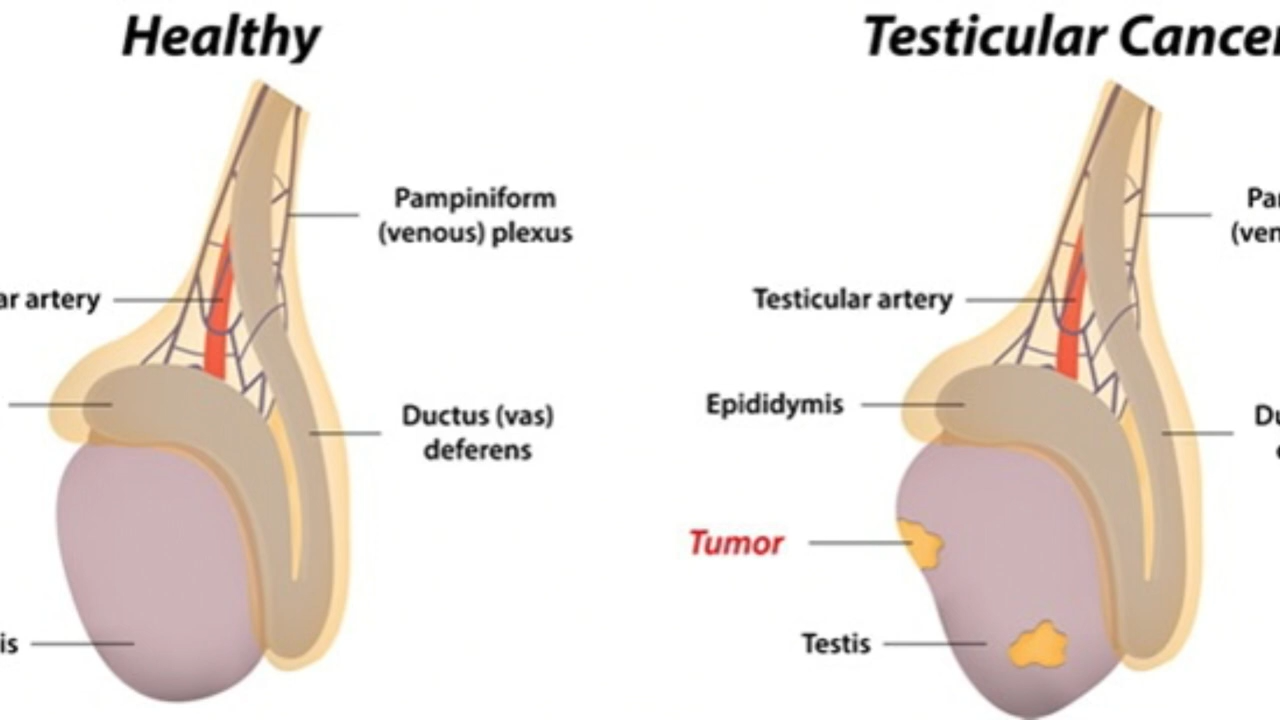 Healthy
Testicular Cancer
Pampiniform
(venous) plexus
ar artery
Ductus (vas)
deferens
is
Par
(ven
Testicular artery
Epididymis
Du
Tumor
Testis